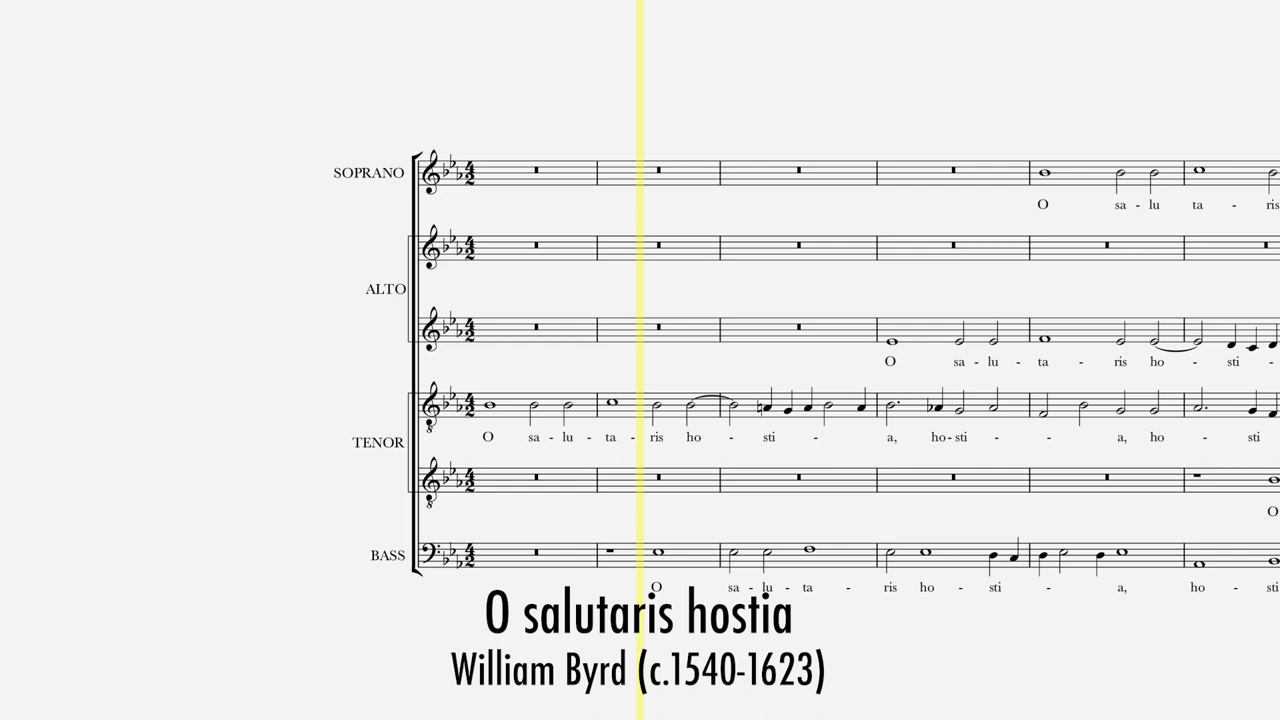 SOPRANO
O sa - lu ta - ris
ALTO
O sa - lu - ta - ris ho - sti -
TENOR
O sa - lu - ta - ris ho - sti - a, ho - sti - - a, ho - sti
O
BASS
O sa - lu - ta - ris ho - sti - a, ho - sti
O salutaris hostia
William Byrd (c.1540-1623)